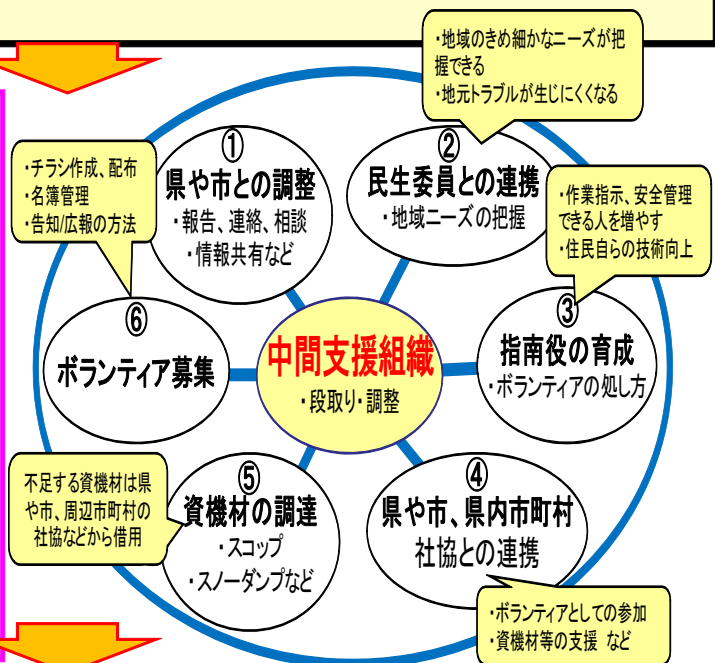 ・地域のきめ細かなニーズが把
握できる
・地元トラブルが生じにくくなる
①
県や市との調整
・報告、連絡、相談
・情報共有など
②
民生委員との連携
・地域ニーズの把握
・チラシ作成、配布
・名簿管理
・告知/広報の方法
・作業指示、安全管理
できる人を増やす
・住民自らの技術向上
⑥
ボランティア募集
中間支援組織
・段取り・調整
③
指南役の育成
・ボランティアの処し方
不足する資機材は県
や市、周辺市町村の
社協などから借用
⑤
資機材の調達
・スコップ
・スノーダンプなど
④
県や市、県内市町村
社協との連携
・ボランティアとしての参加
・資機材等の支援 など